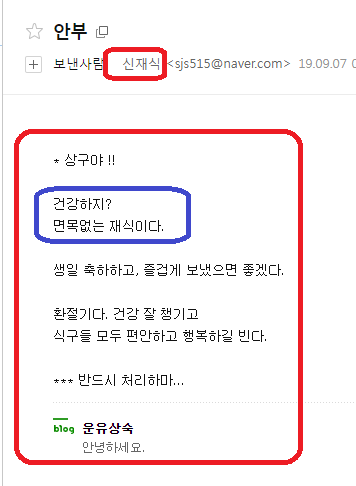 안부
보낸사람 신재식 <sjs515@naver.com> 19.09.07
* 상구야 !!
건강하지?
면목없는 재식이다.
생일 축하하고, 즐겁게 보냈으면 좋겠다.
환절기다. 건강 잘 챙기고
식구들 모두 편안하고 행복하길 빈다.
*** 반드시 처리하마...
blog 운유상숙
안녕하세요.